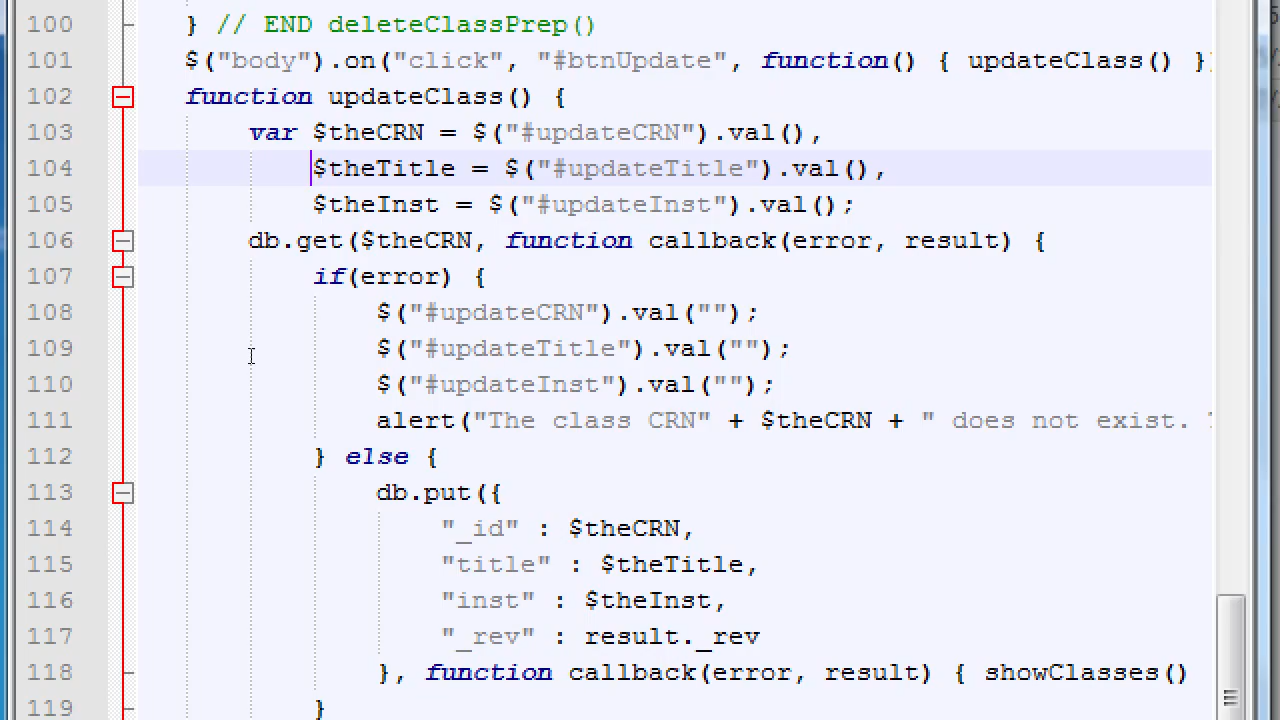 100 } // END deleteClassPrep()
101 $("body").on("click", "#btnUpdate", function() { updateClass() }
102 function updateClass() {
103 var $theCRN = $("#updateCRN").val(),
104 $theTitle = $("#updateTitle").val(),
105 $theInst = $("#updateInst").val();
106 db.get($theCRN, function callback(error, result) {
107 if(error) {
108 $("#updateCRN").val("");
109 $("#updateTitle").val("");
110 $("#updateInst").val("");
111 alert("The class CRN" + $theCRN + " does not exist.
112 } else {
113 db.put({
114 "_id" : $theCRN,
115 "title" : $theTitle,
116 "inst" : $theInst,
117 "_rev" : result._rev
118 }, function callback(error, result) { showClasses()
119 }